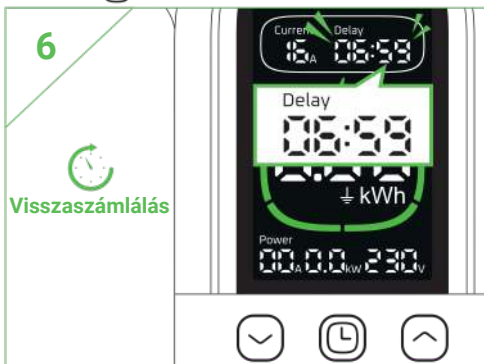 6
Current Delay
16A 06:59
Delay
06:59
Visszaszámlálás
kWh
Power
00A 0.0kW 230V